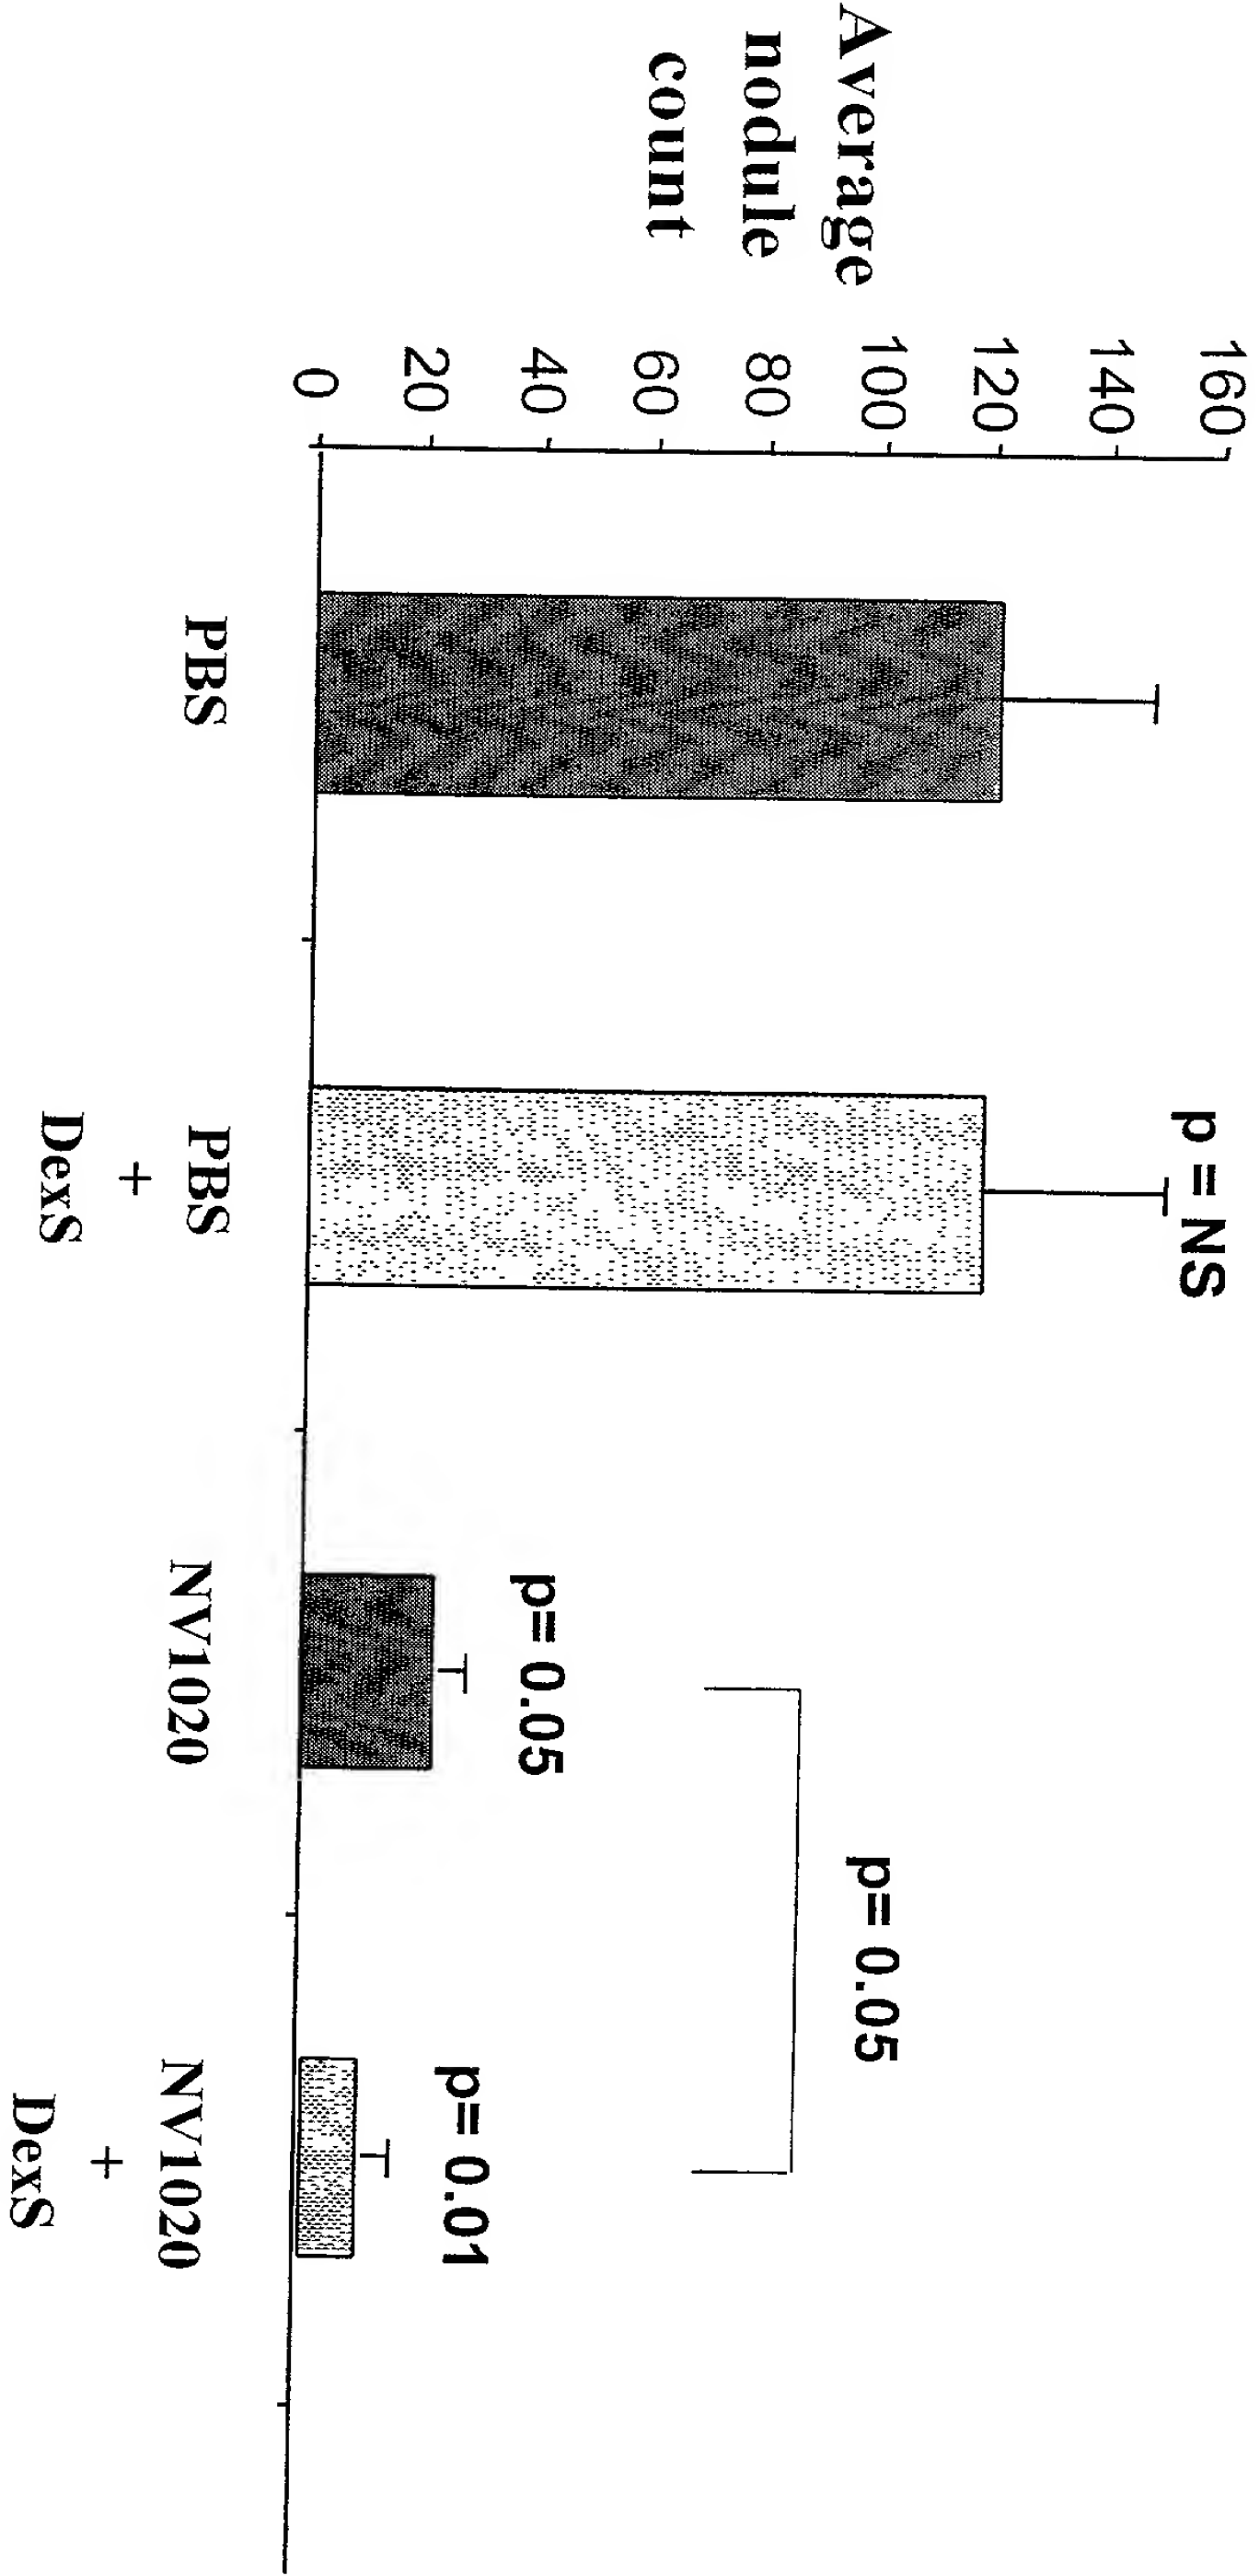 Average
nodule
count
160
140
120
100
80
60
40
20
0
p = NS
p= 0.05
p= 0.05
p= 0.01
PBS
PBS
+
DexS
NV1020
NV1020
+
DexS